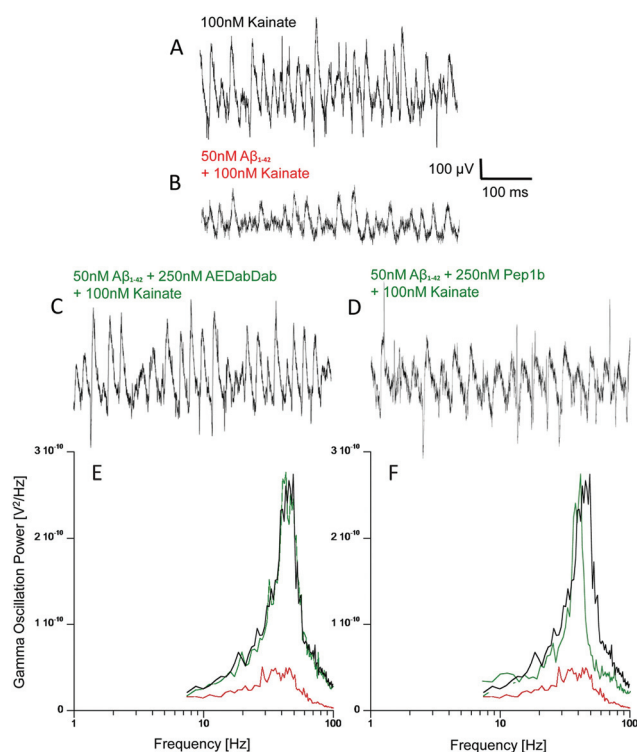 100nM Kainate
A
50nM Aβ₁₋₄₂
+ 100nM Kainate
100 µV
100 ms
B
50nM Aβ₁₋₄₂ + 250nM AEDabDab
+ 100nM Kainate
C
50nM Aβ₁₋₄₂ + 250nM Pep1b
+ 100nM Kainate
D
Gamma Oscillation Power [V²/Hz]
3 10⁻¹⁰
2 10⁻¹⁰
1 10⁻¹⁰
0
E
1
10
100
Frequency [Hz]
3 10⁻¹⁰
2 10⁻¹⁰
1 10⁻¹⁰
0
F
1
10
100
Frequency [Hz]